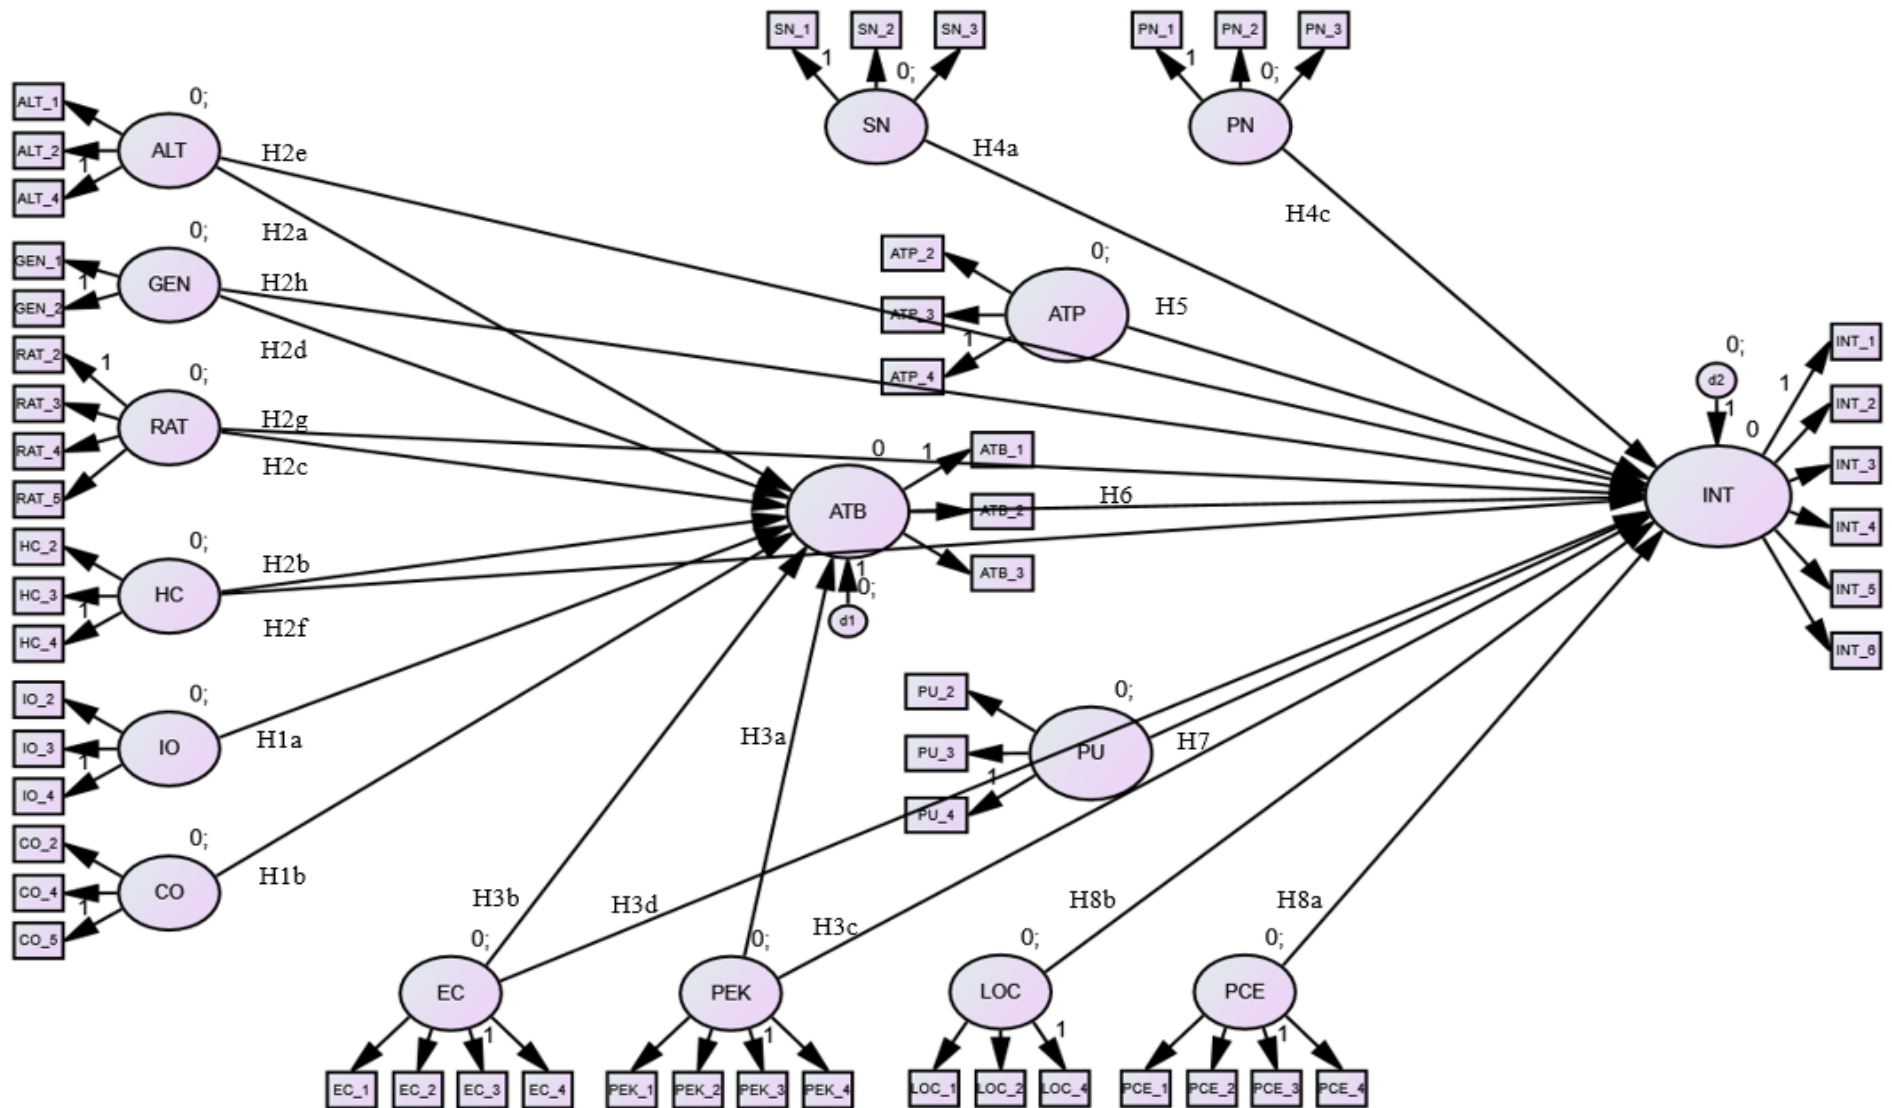 SN_1
SN_2
SN_3
PN_1
PN_2
PN_3
1
0;
1
0;
SN
PN
ALT_1
ALT_2
ALT_4
0;
1
ALT
H2e
H2a
H4a
H4c
GEN_1
GEN_2
0;
1
GEN
H2h
H2d
ATP_2
ATP_3
ATP_4
0;
1
ATP
H5
RAT_2
RAT_3
RAT_4
RAT_5
1
0;
RAT
H2g
H2c
0
1
ATB
ATB_1
ATB_2
ATB_3
H6
1
0;
d1
0;
d2
1
0
INT
1
INT_1
INT_2
INT_3
INT_4
INT_5
INT_6
HC_2
HC_3
HC_4
0;
1
HC
H2b
H2f
IO_2
IO_3
IO_4
0;
1
IO
H1a
H3a
PU_2
PU_3
PU_4
0;
1
PU
H7
CO_2
CO_4
CO_5
0;
1
CO
H1b
H3b
H3d
H3c
H8b
H8a
0;
EC
1
EC_1
EC_2
EC_3
EC_4
0;
PEK
1
PEK_1
PEK_2
PEK_3
PEK_4
0;
LOC
1
LOC_1
LOC_2
LOC_4
0;
PCE
1
PCE_1
PCE_2
PCE_3
PCE_4